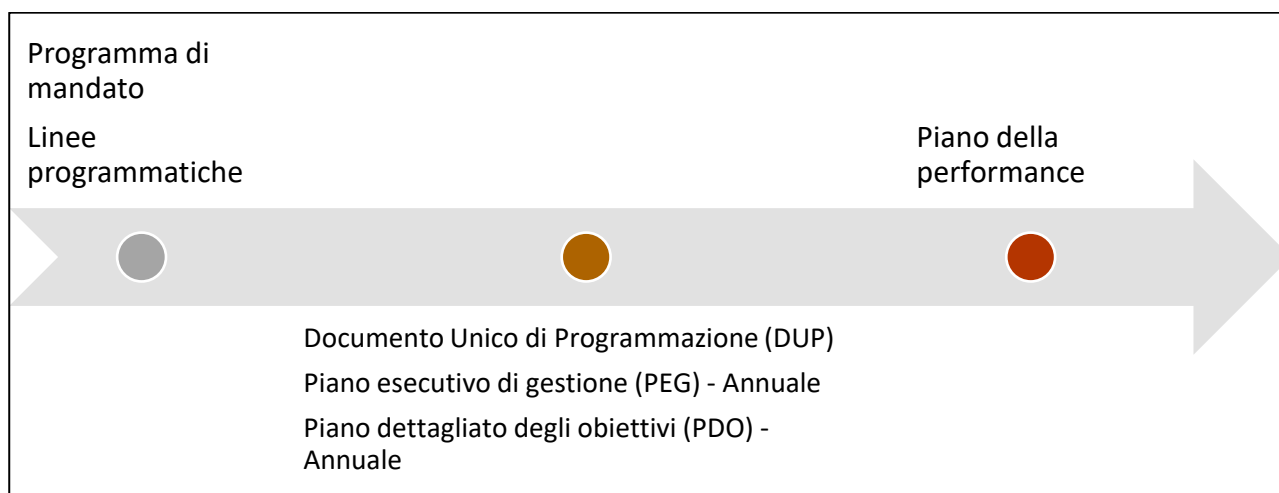 Programma di
mandato
Linee
programmatiche
Piano della
performance
Documento Unico di Programmazione (DUP)
Piano esecutivo di gestione (PEG) - Annuale
Piano dettagliato degli obiettivi (PDO) -
Annuale